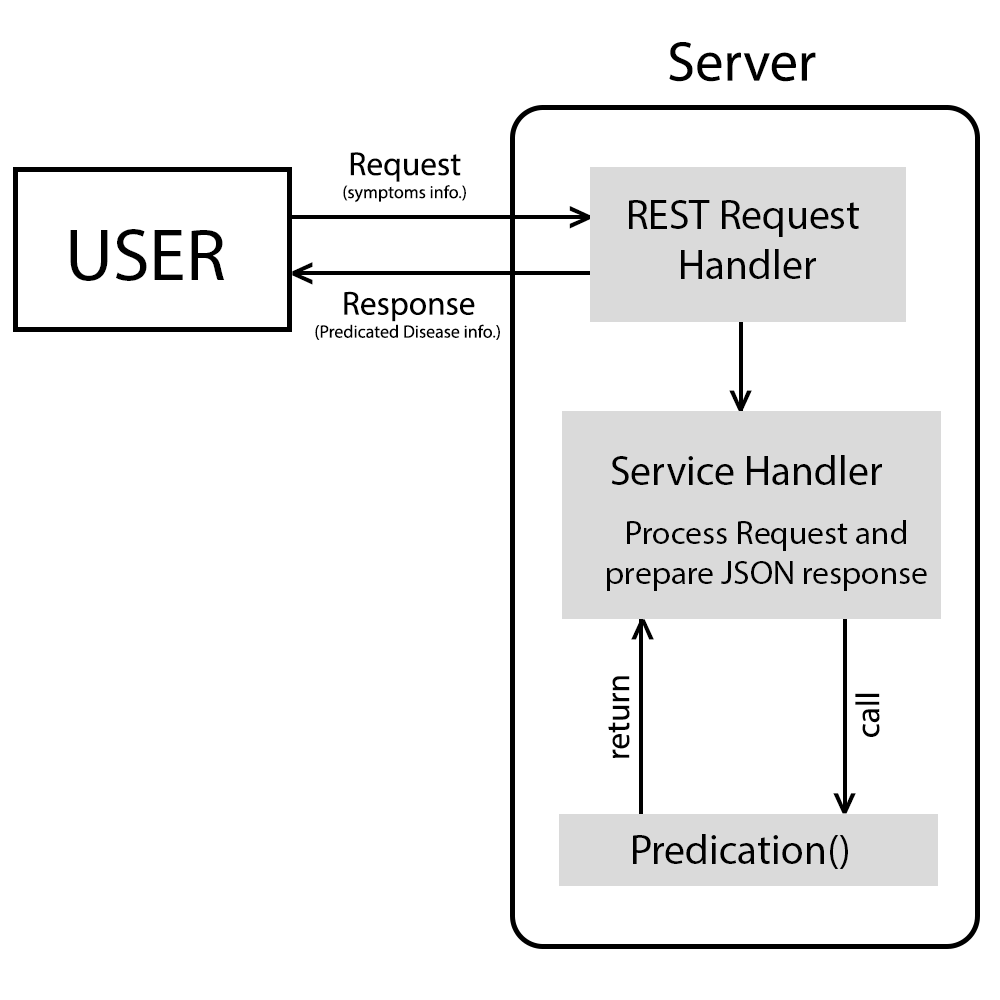 Server
Request
(symptoms info.)
USER
Response
(Predicated Disease info.)
REST Request
Handler
Service Handler
Process Request and
prepare JSON response
return
call
Predication()